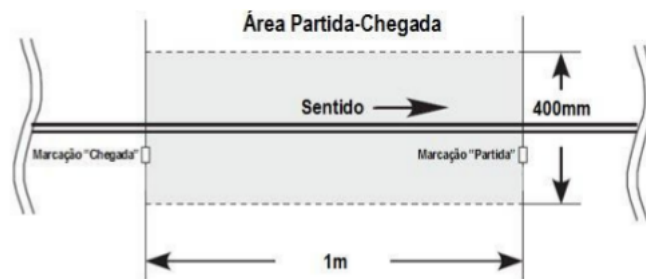 Área Partida-Chegada
Sentido
400mm
Marcação "Chegada"
Marcação "Partida"
1m